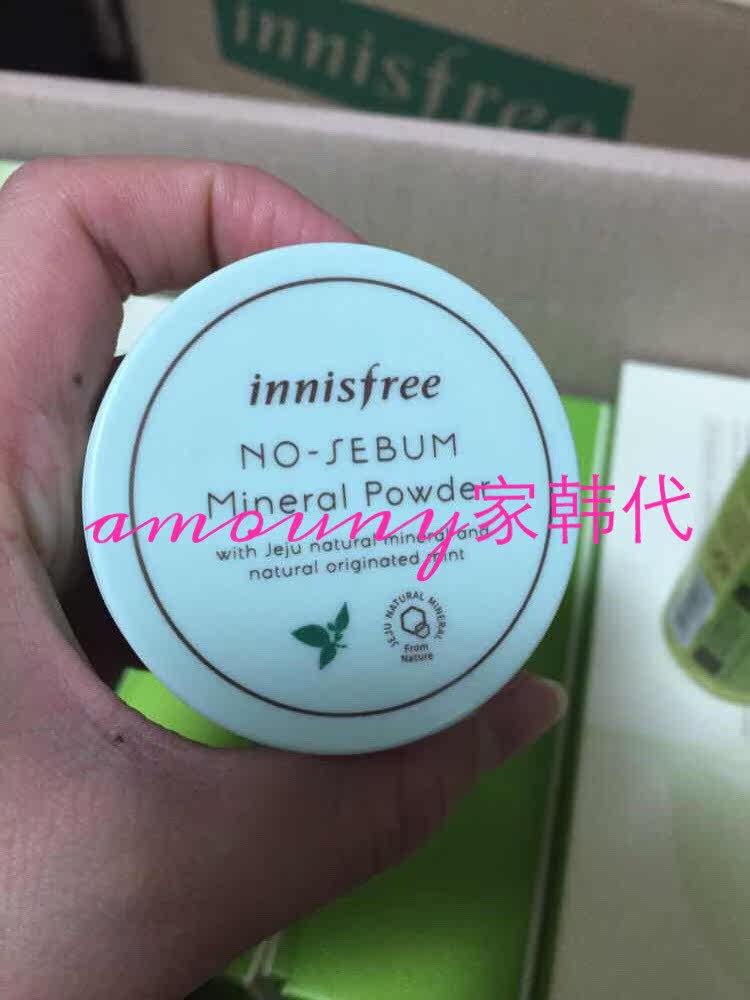 innisfree
innisfree
NO-SEBUM
Mineral Powder
amouny家韩代
with Jeju natural mineral and
natural originated mint
JEJU NATURAL MINERAL
From
Nature